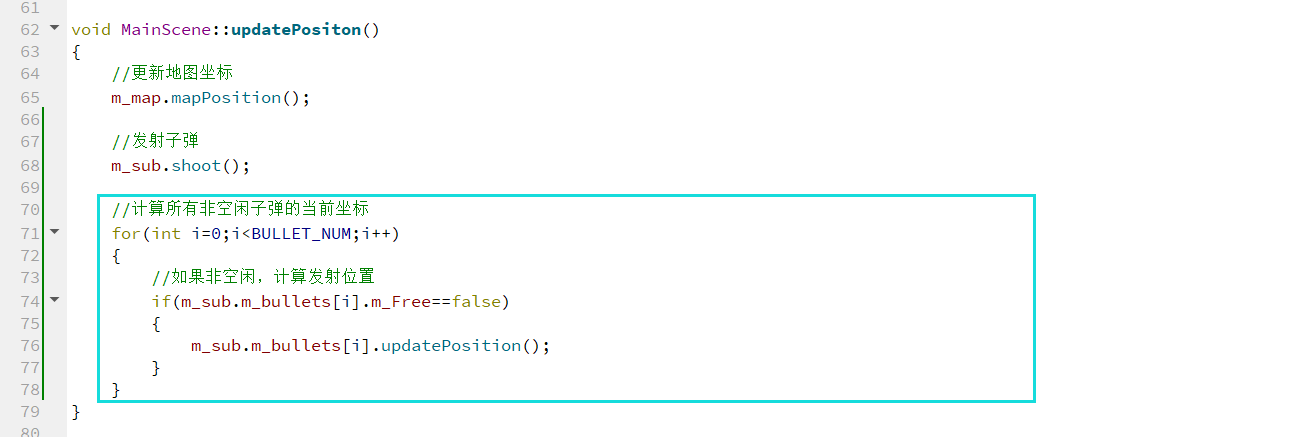 61
62 void MainScene::updatePositon()
63 {
64     //更新地图坐标
65     m_map.mapPosition();
66
67     //发射子弹
68     m_sub.shoot();
69
70     //计算所有非空闲子弹的当前坐标
71     for(int i=0;i<BULLET_NUM;i++)
72     {
73         //如果非空闲，计算发射位置
74         if(m_sub.m_bullets[i].m_Free==false)
75         {
76             m_sub.m_bullets[i].updatePosition();
77         }
78     }
79 }
80